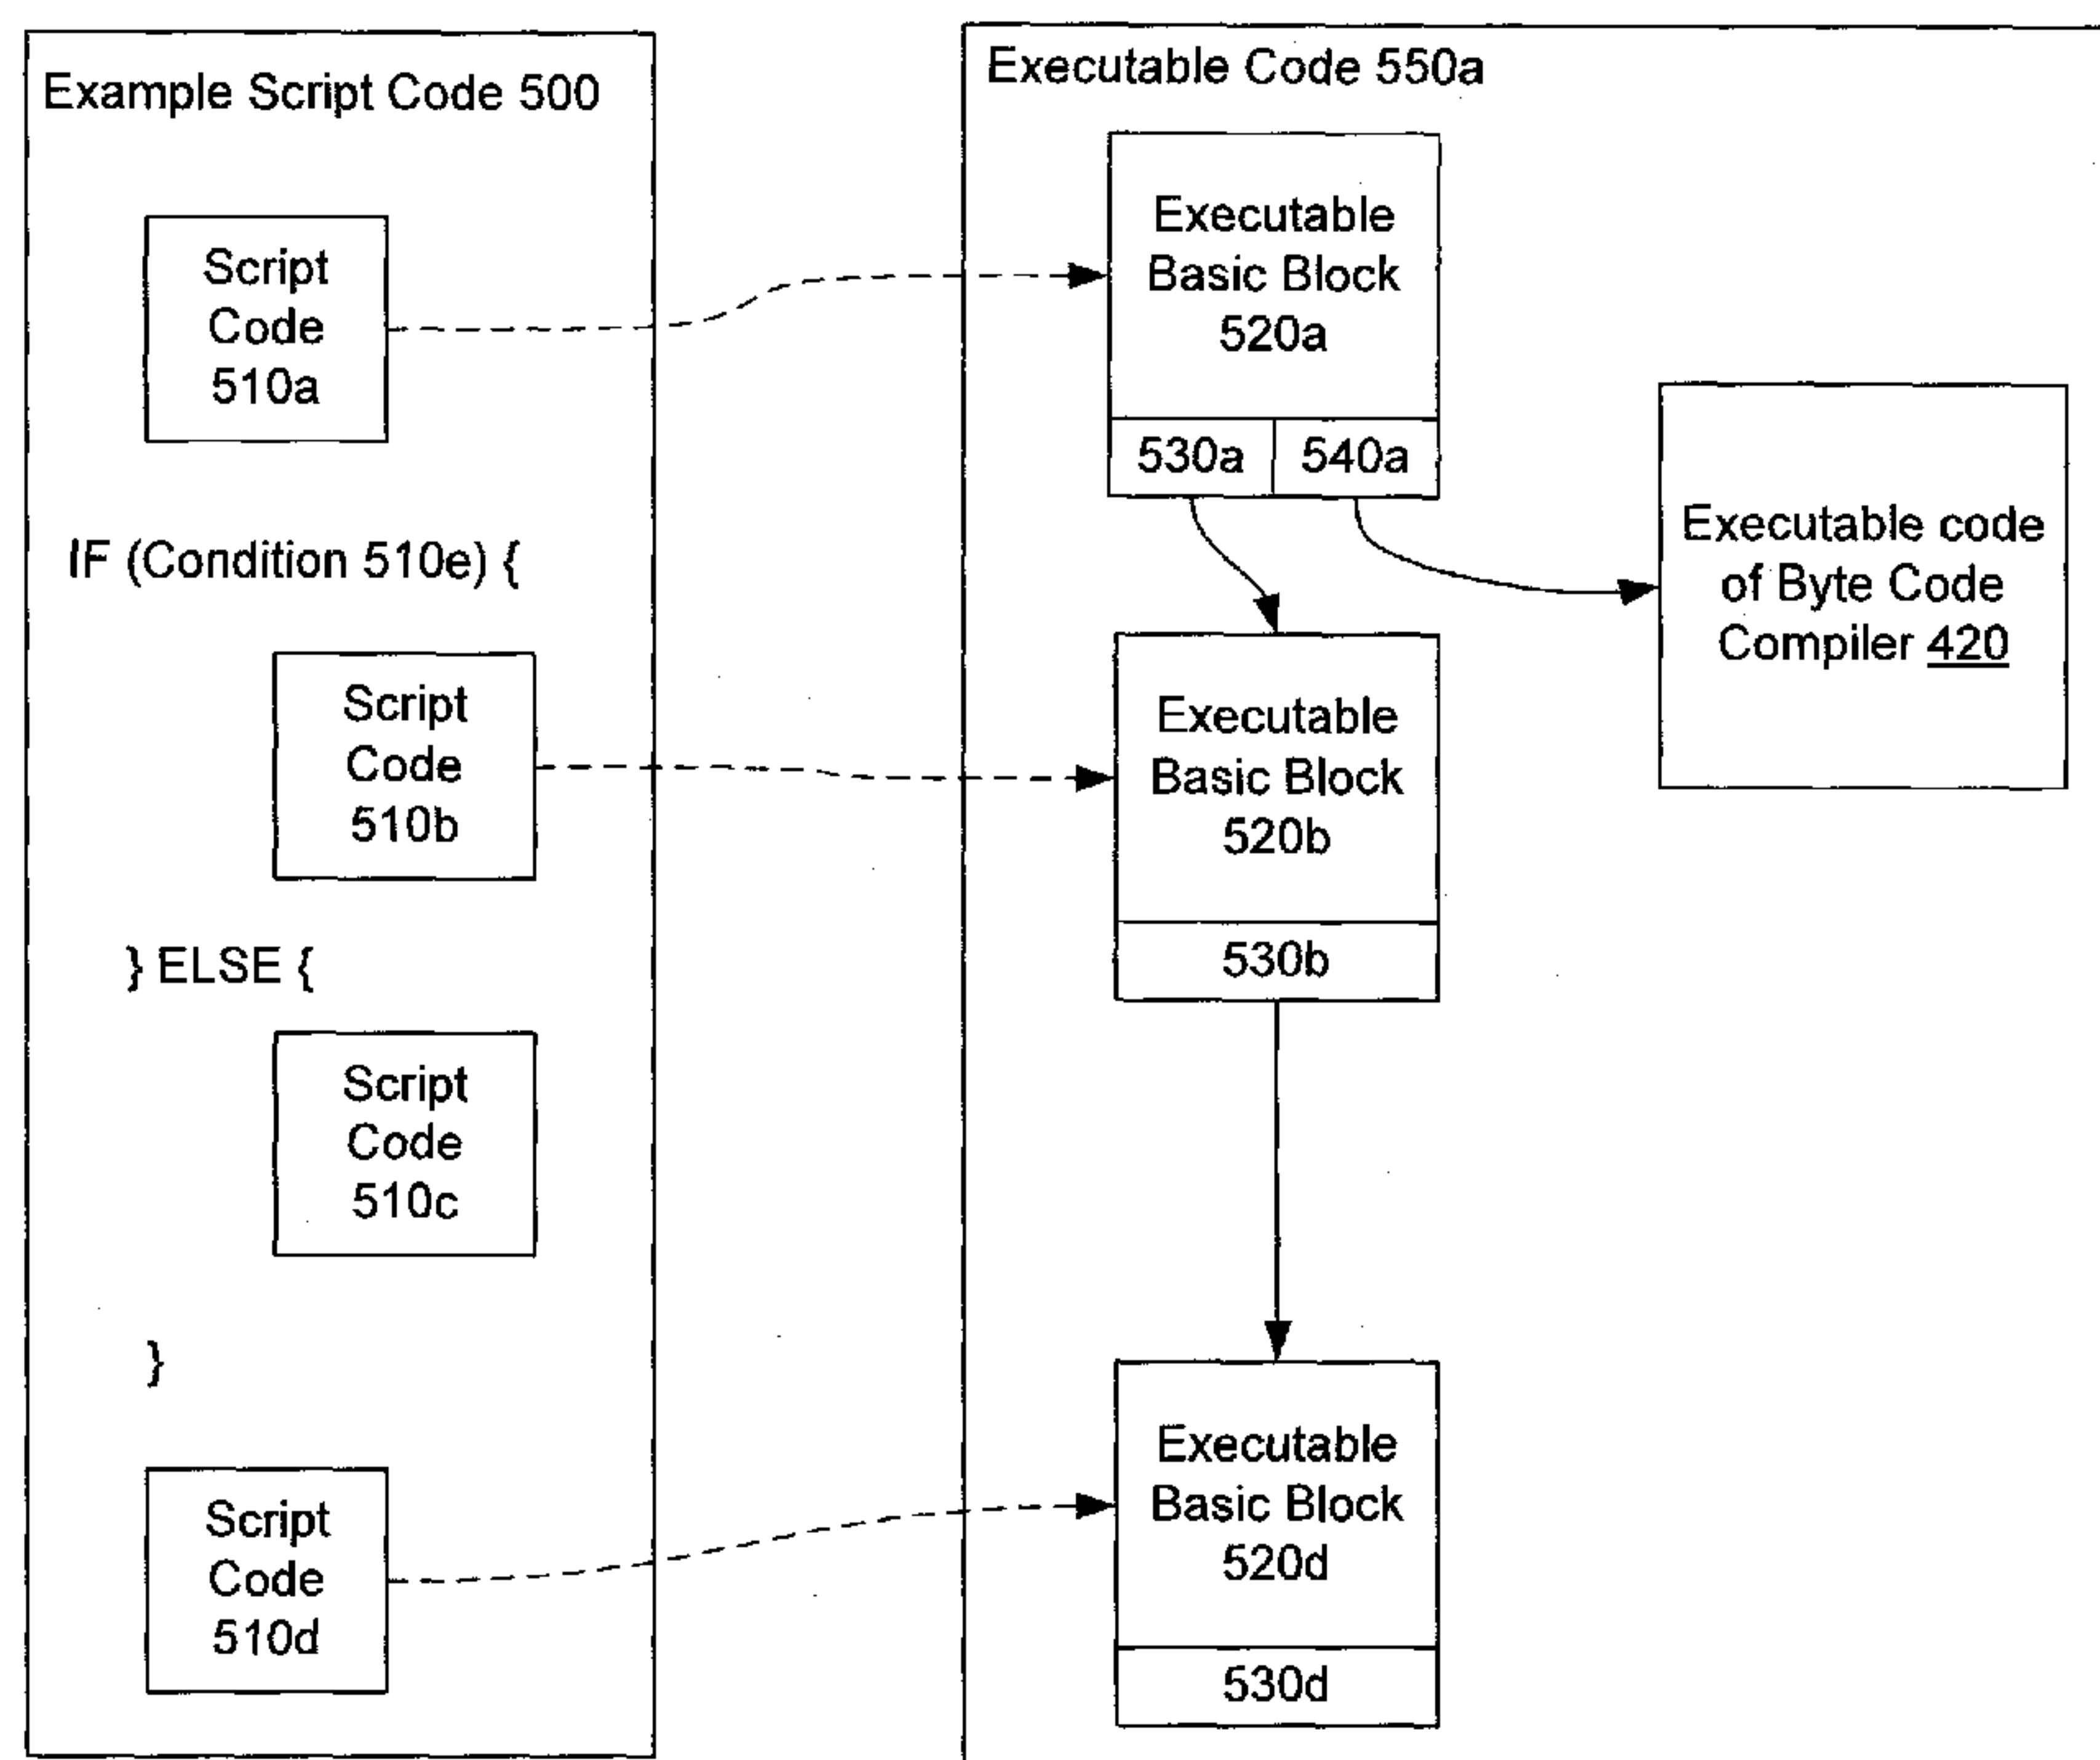 Example Script Code 500
Script
Code
510a
IF (Condition 510e) {
Script
Code
510b
} ELSE {
Script
Code
510c
}
Script
Code
510d
Executable Code 550a
Executable
Basic Block
520a
530a
540a
Executable code
of Byte Code
Compiler 420
Executable
Basic Block
520b
530b
Executable
Basic Block
520d
530d